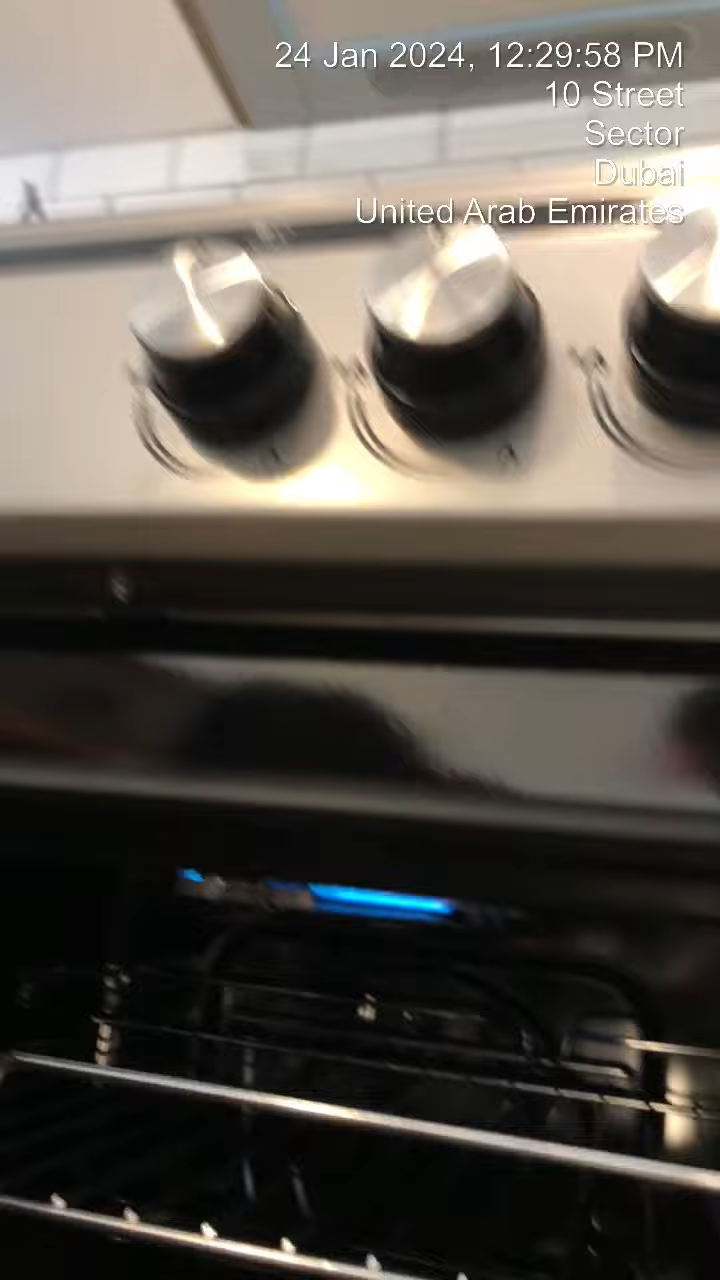 24 Jan 2024, 12:29:58 PM
10 Street
Sector
Dubai
United Arab Emirates